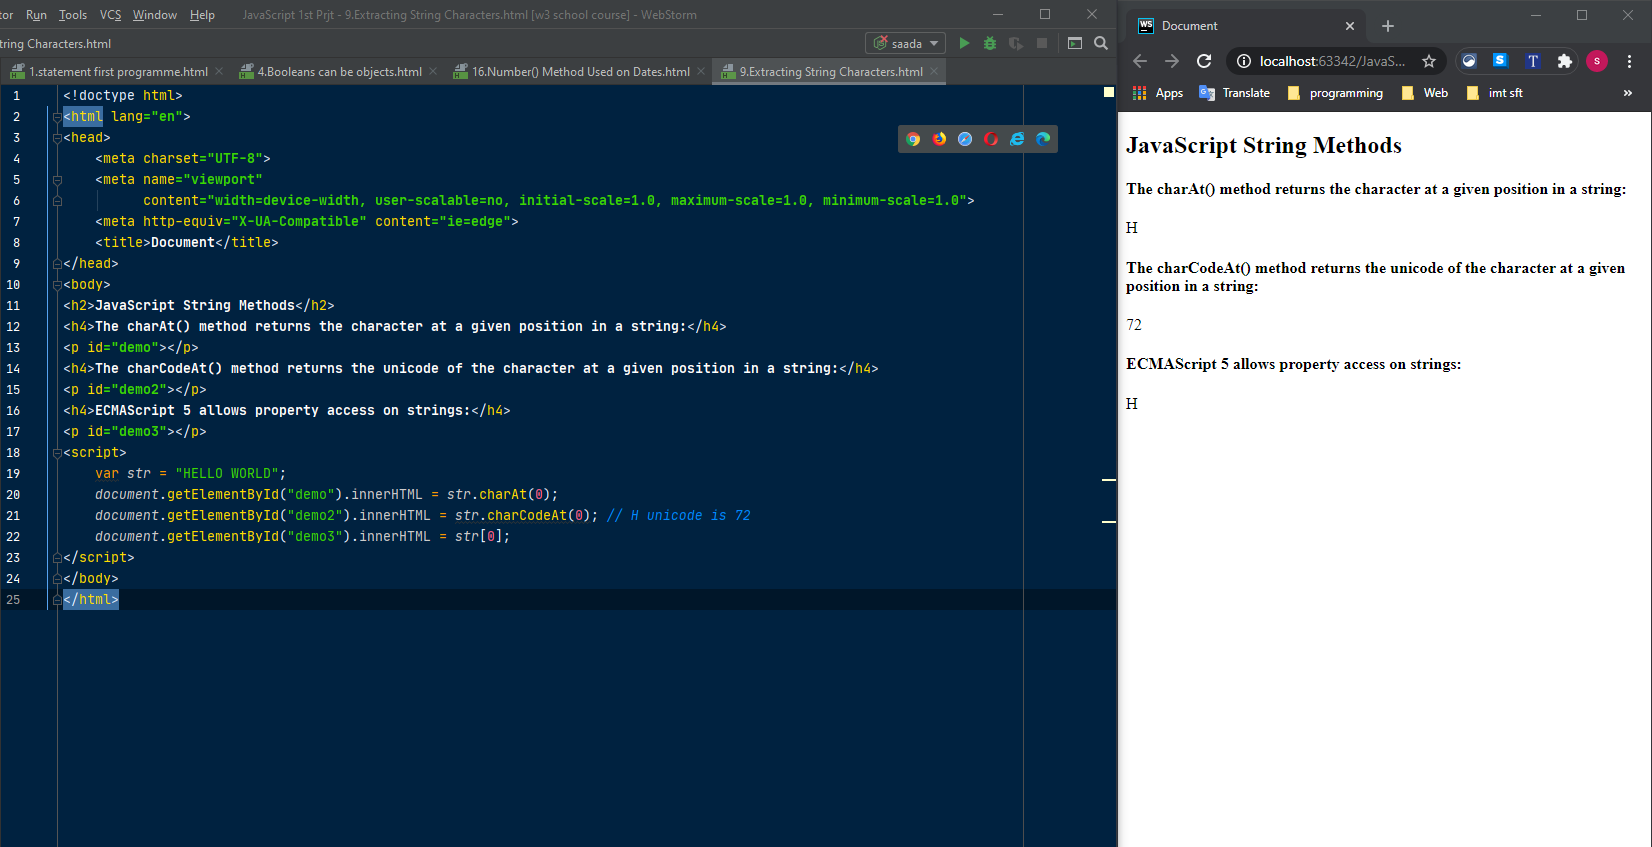 tor Run Tools VCS Window Help JavaScript 1st Prjt - 9.Extracting String Characters.html [w3 school course] - WebStorm
tring Characters.html saada
1.statement first programme.html 4.Booleans can be objects.html 16.Number() Method Used on Dates.html 9.Extracting String Characters.html
1 <!doctype html>
2 <html lang="en">
3 <head>
4 <meta charset="UTF-8">
5 <meta name="viewport"
6 content="width=device-width, user-scalable=no, initial-scale=1.0, maximum-scale=1.0, minimum-scale=1.0">
7 <meta http-equiv="X-UA-Compatible" content="ie=edge">
8 <title>Document</title>
9 </head>
10 <body>
11 <h2>JavaScript String Methods</h2>
12 <h4>The charAt() method returns the character at a given position in a string:</h4>
13 <p id="demo"></p>
14 <h4>The charCodeAt() method returns the unicode of the character at a given position in a string:</h4>
15 <p id="demo2"></p>
16 <h4>ECMAScript 5 allows property access on strings:</h4>
17 <p id="demo3"></p>
18 <script>
19 var str = "HELLO WORLD";
20 document.getElementById("demo").innerHTML = str.charAt(0);
21 document.getElementById("demo2").innerHTML = str.charCodeAt(0); // H unicode is 72
22 document.getElementById("demo3").innerHTML = str[0];
23 </script>
24 </body>
25 </html>
WS Document
localhost:63342/JavaS... S T s
Apps Translate programming Web imt sft »
JavaScript String Methods
The charAt() method returns the character at a given position in a string:
H
The charCodeAt() method returns the unicode of the character at a given
position in a string:
72
ECMAScript 5 allows property access on strings:
H